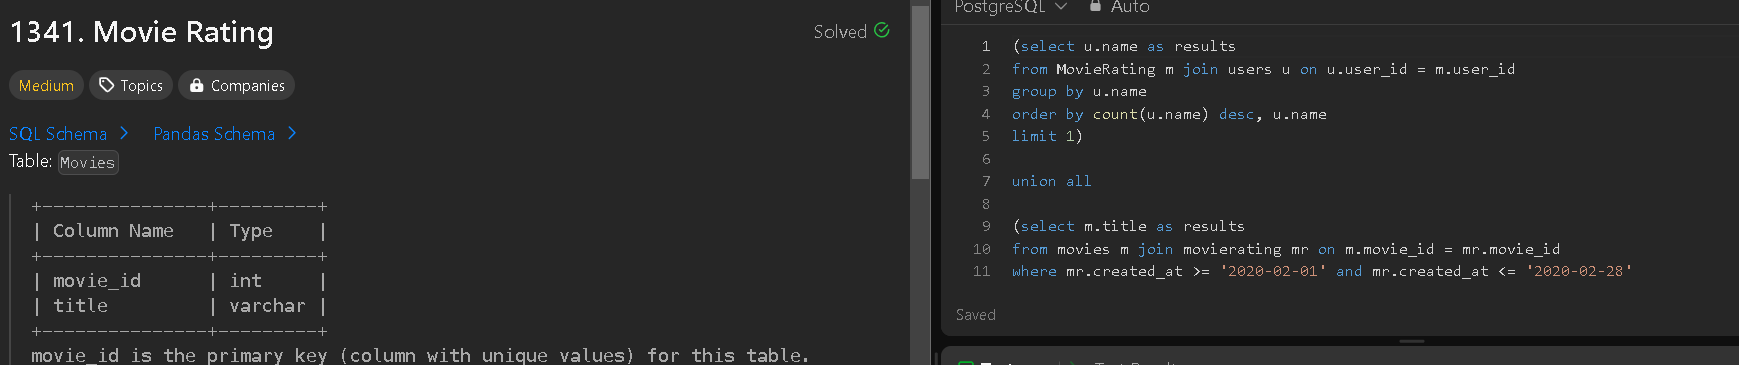 1341. Movie Rating
Solved
Medium Topics Companies
SQL Schema > Pandas Schema >
Table: Movies
+---------------+---------+
| Column Name   | Type    |
+---------------+---------+
| movie_id      | int     |
| title         | varchar |
+---------------+---------+
movie_id is the primary key (column with unique values) for this table.
PostgreSQL Auto
1 (select u.name as results
2 from MovieRating m join users u on u.user_id = m.user_id
3 group by u.name
4 order by count(u.name) desc, u.name
5 limit 1)
6
7 union all
8
9 (select m.title as results
10 from movies m join movierating mr on m.movie_id = mr.movie_id
11 where mr.created_at >= '2020-02-01' and mr.created_at <= '2020-02-28'
Saved